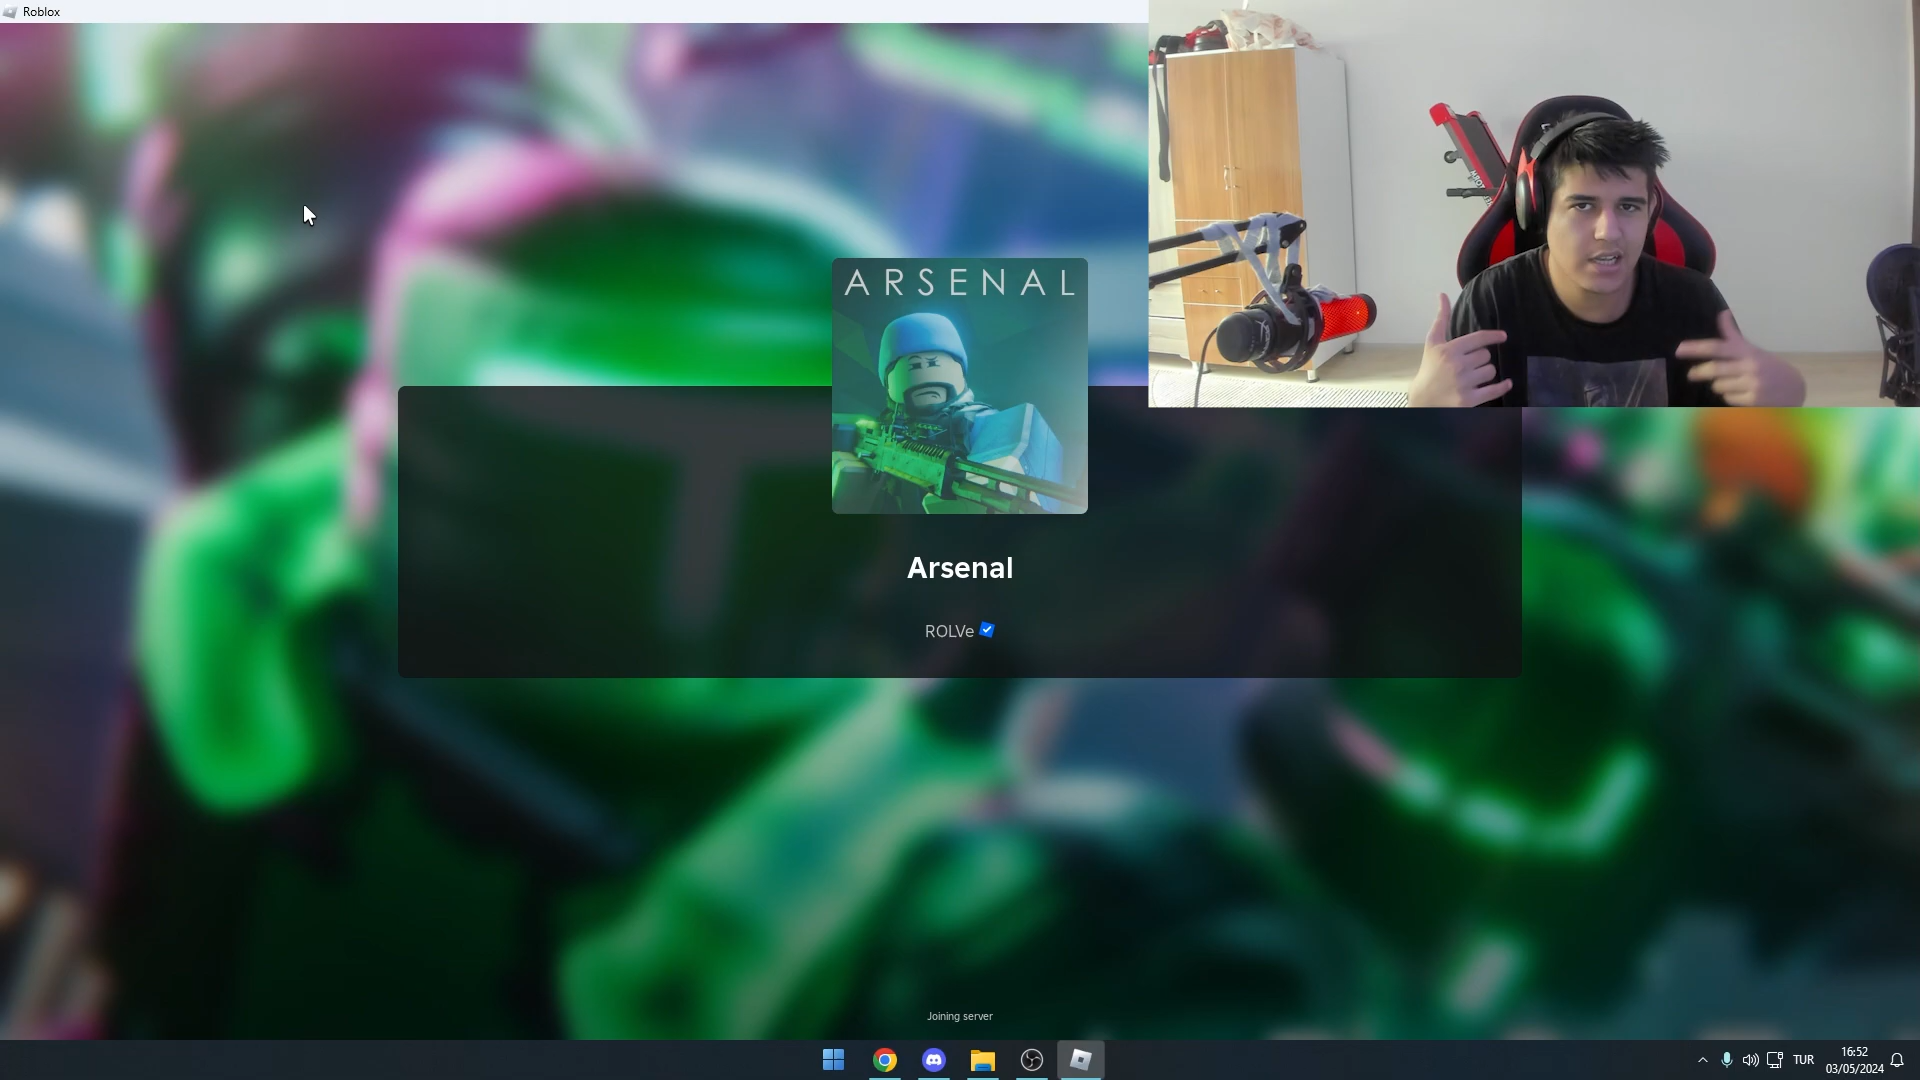 Roblox
ARSENAL
Arsenal
ROLVe
Joining server
TUR
16:52
03/05/2024